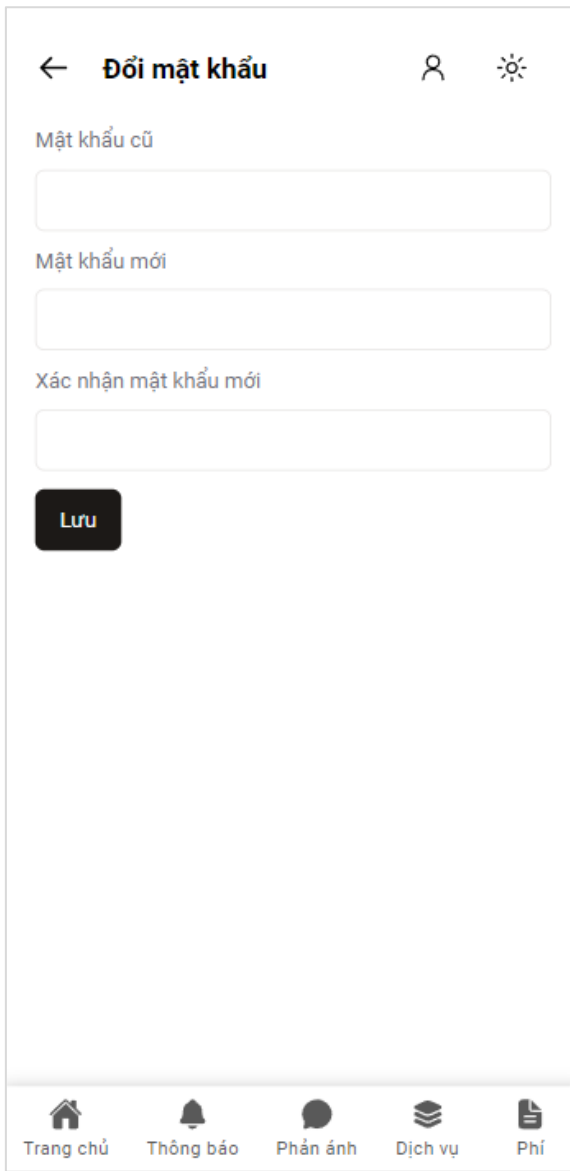 Đổi mật khẩu
Mật khẩu cũ
Mật khẩu mới
Xác nhận mật khẩu mới
Lưu
Trang chủ Thông báo Phản ánh Dịch vụ Phí